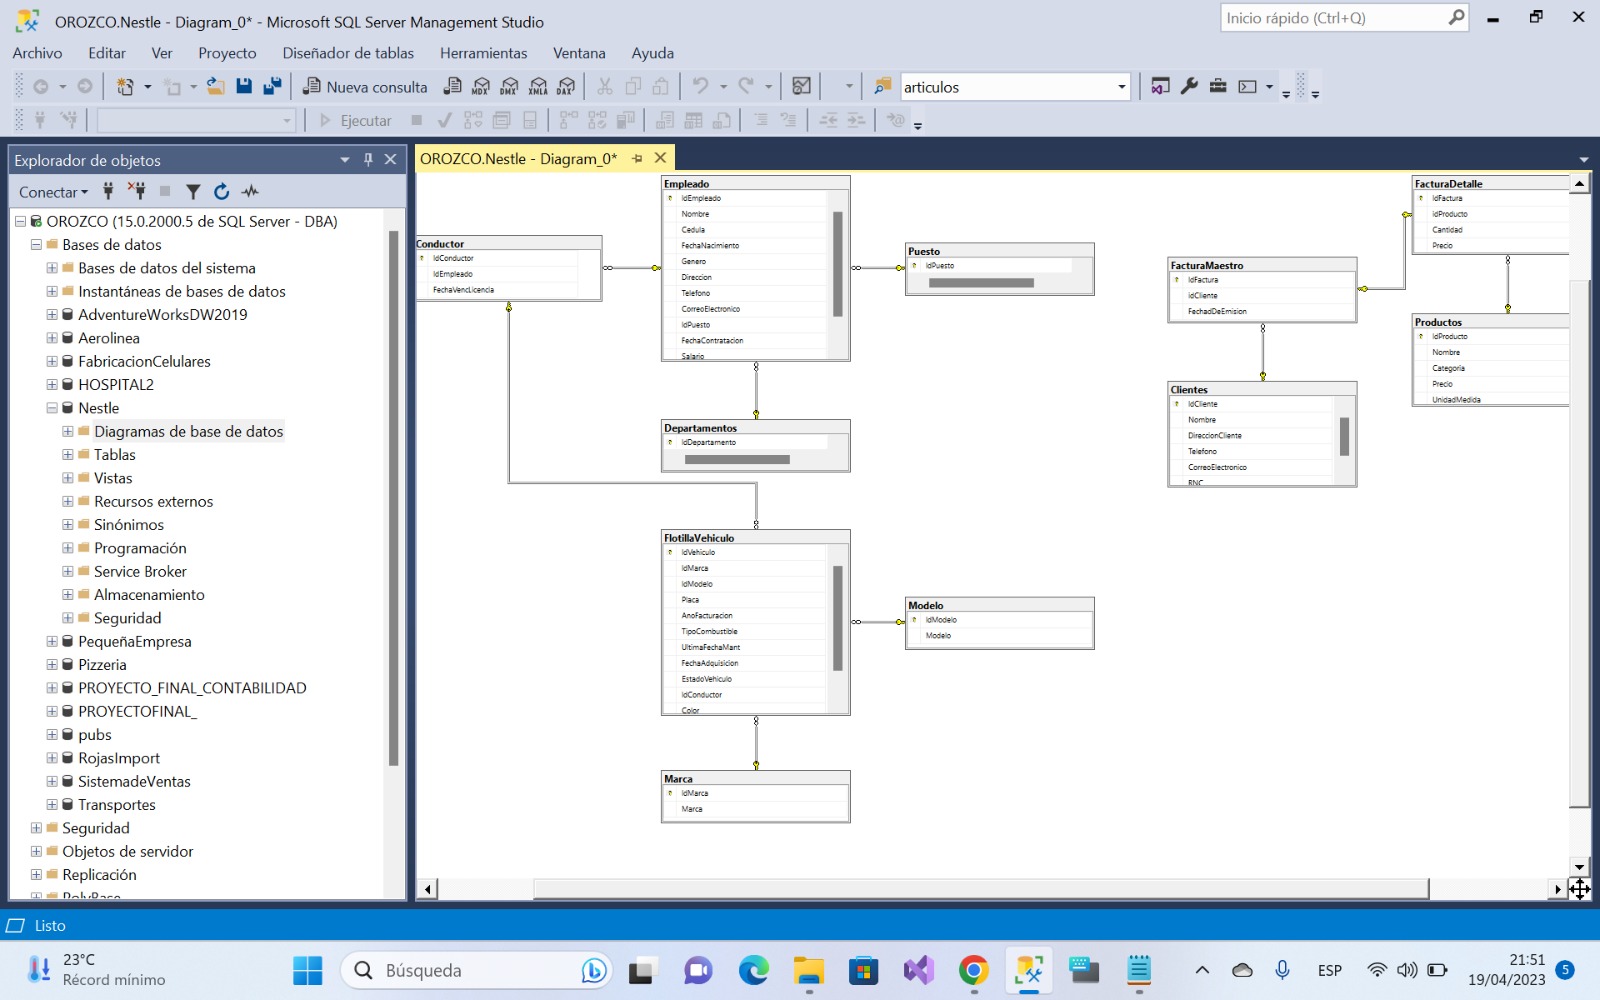 OROZCO.Nestle - Diagram_0* - Microsoft SQL Server Management Studio
Inicio rápido (Ctrl+Q)
Archivo Editar Ver Proyecto Diseñador de tablas Herramientas Ventana Ayuda
Nueva consulta MDX DMX XMLA DAX articulos
Ejecutar
Explorador de objetos
Conectar
OROZCO (15.0.2000.5 de SQL Server - DBA)
Bases de datos
Bases de datos del sistema
Instantáneas de bases de datos
AdventureWorksDW2019
Aerolinea
FabricacionCelulares
HOSPITAL2
Nestle
Diagramas de base de datos
Tablas
Vistas
Recursos externos
Sinónimos
Programación
Service Broker
Almacenamiento
Seguridad
PequeñaEmpresa
Pizzeria
PROYECTO_FINAL_CONTABILIDAD
PROYECTOFINAL_
pubs
RojasImport
SistemadeVentas
Transportes
Seguridad
Objetos de servidor
Replicación
PolyBase
OROZCO.Nestle - Diagram_0*
Conductor
IdConductor
IdEmpleado
FechaVencLicencia
Empleado
IdEmpleado
Nombre
Cedula
FechaNacimiento
Genero
Direccion
Telefono
CorreoElectronico
IdPuesto
FechaContratacion
Salario
Puesto
IdPuesto
Departamentos
IdDepartamento
FlotillaVehiculo
IdVehiculo
IdMarca
IdModelo
Placa
AnoFacturacion
TipoCombustible
UltimaFechaMant
FechaAdquisicion
EstadoVehiculo
IdConductor
Color
Modelo
IdModelo
Modelo
Marca
IdMarca
Marca
FacturaMaestro
IdFactura
idCliente
FechadDeEmision
Clientes
IdCliente
Nombre
DireccionCliente
Telefono
CorreoElectronico
RNC
FacturaDetalle
IdFactura
idProducto
Cantidad
Precio
Productos
IdProducto
Nombre
Categoria
Precio
UnidadMedida
Listo
23°C
Récord mínimo
Búsqueda
ESP
21:51
19/04/2023
5